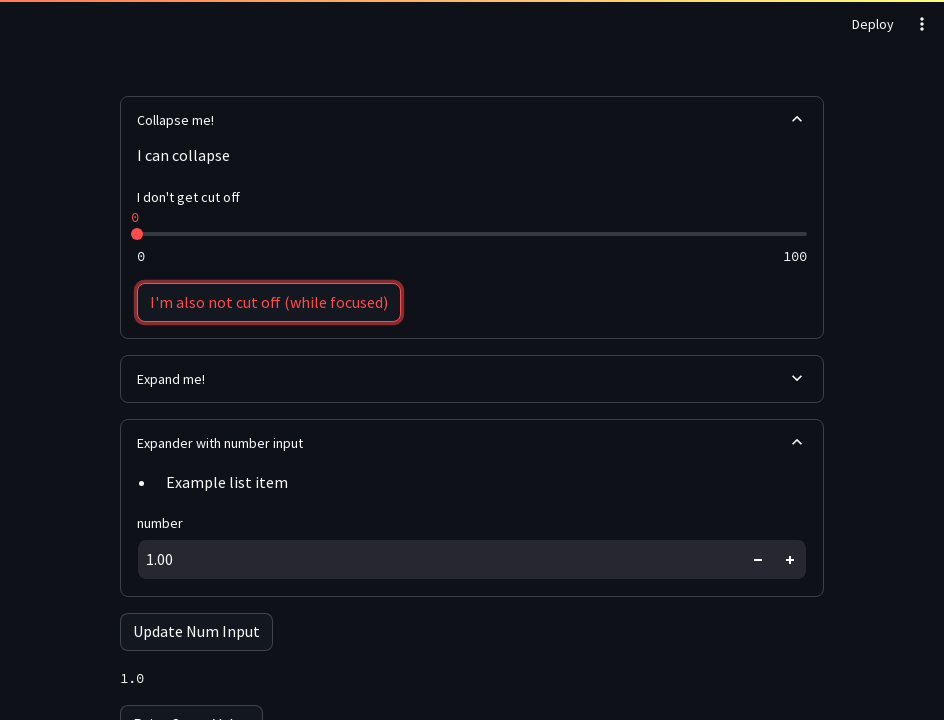 Deploy
Collapse me!
I can collapse
I don't get cut off
0
0 100
I'm also not cut off (while focused)
Expand me!
Expander with number input
• Example list item
number
1.00
Update Num Input
1.0